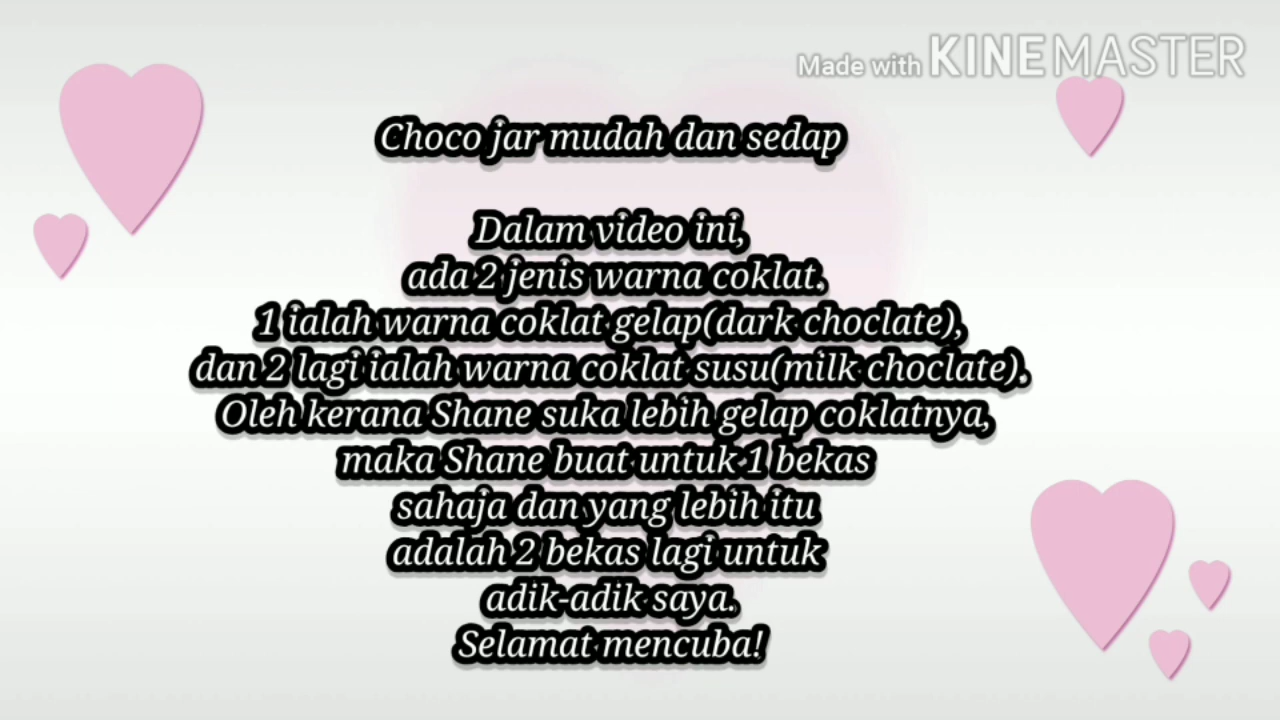 Made with KINEMASTER
Choco jar mudah dan sedap
Dalam video ini,
ada 2 jenis warna coklat.
1 ialah warna coklat gelap(dark choclate),
dan 2 lagi ialah warna coklat susu(milk choclate).
Oleh kerana Shane suka lebih gelap coklatnya,
maka Shane buat untuk 1 bekas
sahaja dan yang lebih itu
adalah 2 bekas lagi untuk
adik-adik saya.
Selamat mencuba!